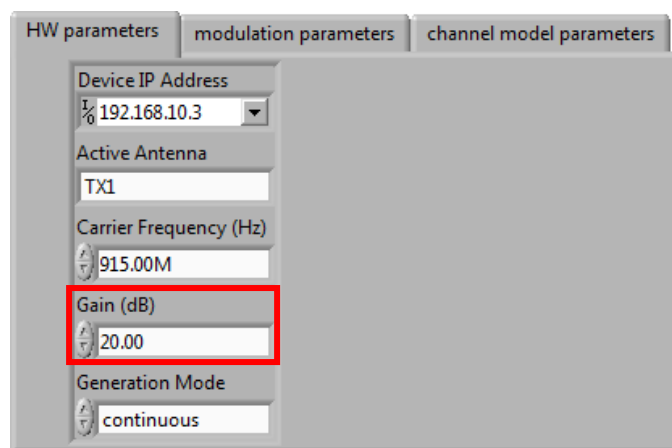 HW parameters modulation parameters channel model parameters
Device IP Address
I/0 192.168.10.3
Active Antenna
TX1
Carrier Frequency (Hz)
915.00M
Gain (dB)
20.00
Generation Mode
continuous